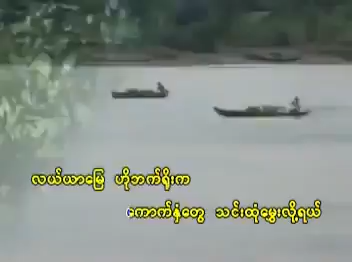 လယ်ယာမြေ ဟိုဘက်ရိုးက
ကောက်နှံတွေ သင်းထုံမွှေးလို့ရယ်